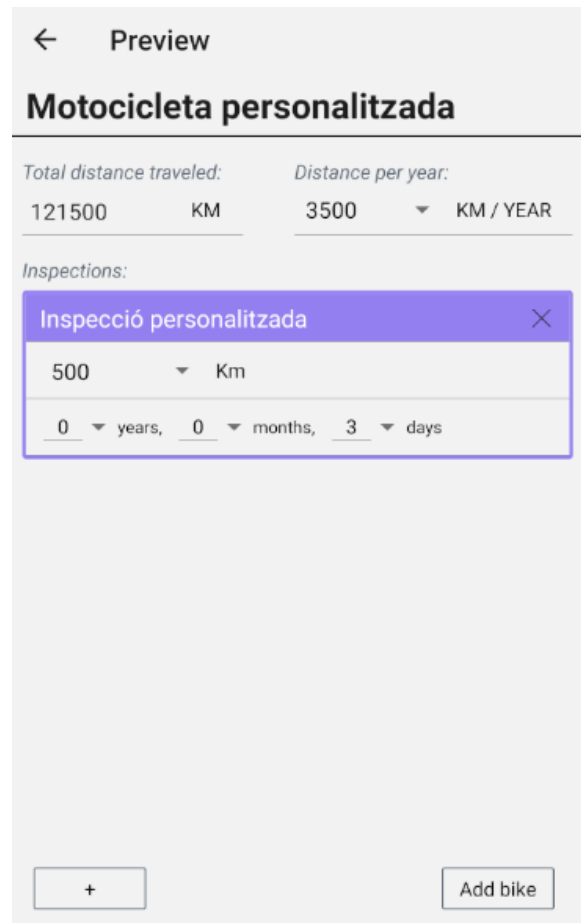 Preview
Motocicleta personalitzada
Total distance traveled: Distance per year:
121500 KM 3500 KM / YEAR
Inspections:
Inspecció personalitzada
500 Km
0 years, 0 months, 3 days
+ Add bike